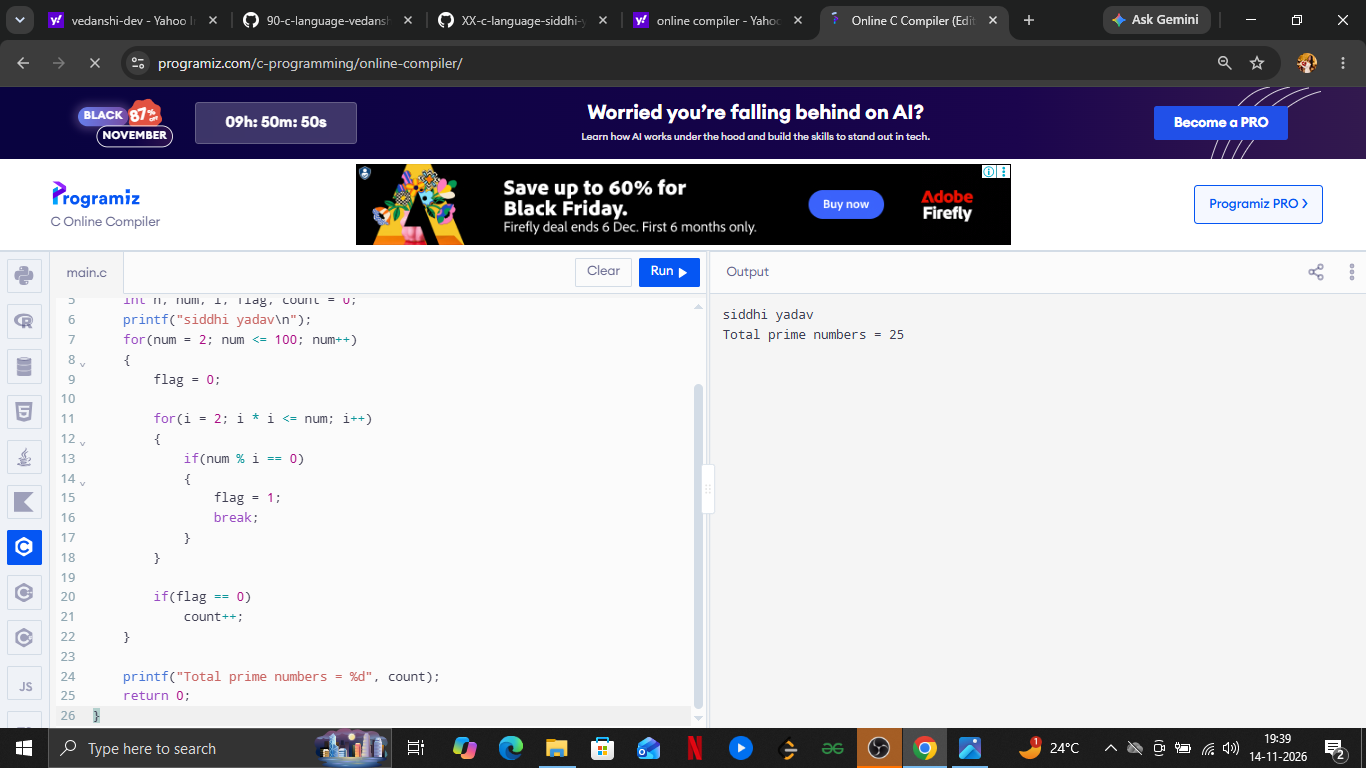 vedanshi-dev - Yahoo I
90-c-language-vedansh
XX-c-language-siddhi-y
online compiler - Yahoo
Online C Compiler (Edit
Ask Gemini
programiz.com/c-programming/online-compiler/
BLACK 87% OFF
NOVEMBER
09h: 50m: 50s
Worried you're falling behind on AI?
Learn how AI works under the hood and build the skills to stand out in tech.
Become a PRO
Programiz
C Online Compiler
Save up to 60% for
Black Friday.
Firefly deal ends 6 Dec. First 6 months only.
Buy now
Adobe
Firefly
Programiz PRO >
main.c
Clear
Run
Output
5 int n, num, i, flag, count = 0;
6 printf("siddhi yadav\n");
7 for(num = 2; num <= 100; num++)
8 {
9 flag = 0;
10
11 for(i = 2; i * i <= num; i++)
12 {
13 if(num % i == 0)
14 {
15 flag = 1;
16 break;
17 }
18 }
19
20 if(flag == 0)
21 count++;
22 }
23
24 printf("Total prime numbers = %d", count);
25 return 0;
26 }
siddhi yadav
Total prime numbers = 25
JS
Type here to search
1
24°C
19:39
14-11-2026
2